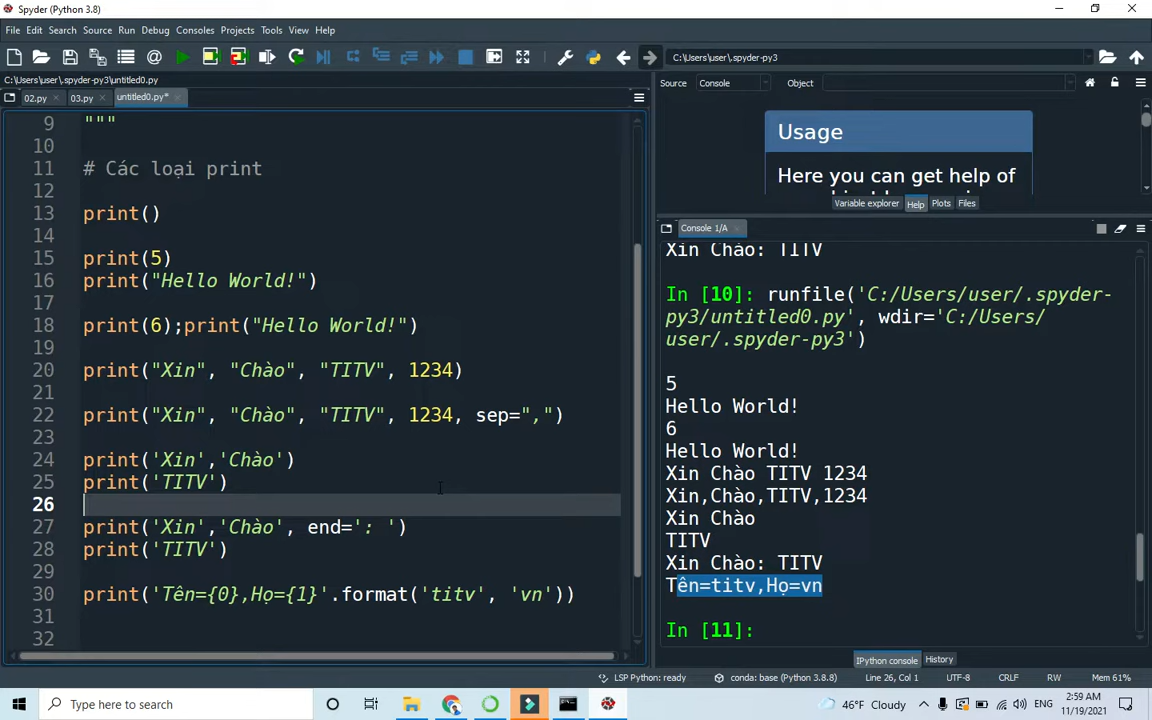 Spyder (Python 3.8)
File Edit Search Source Run Debug Consoles Projects Tools View Help
C:\Users\user\.spyder-py3
C:\Users\user\.spyder-py3\untitled0.py
Source Console Object
02.py 03.py untitled0.py*
Usage
Here you can get help of
Variable explorer Help Plots Files
9 """
10
11 # Các loại print
12
13 print()
14
15 print(5)
16 print("Hello World!")
17
18 print(6);print("Hello World!")
19
20 print("Xin", "Chào", "TITV", 1234)
21
22 print("Xin", "Chào", "TITV", 1234, sep=",")
23
24 print('Xin','Chào')
25 print('TITV')
26
27 print('Xin','Chào', end=': ')
28 print('TITV')
29
30 print('Tên={0},Họ={1}'.format('titv', 'vn'))
31
32
Console 1/A
Xin Chào: TITV
In [10]: runfile('C:/Users/user/.spyder-
py3/untitled0.py', wdir='C:/Users/
user/.spyder-py3')
5
Hello World!
6
Hello World!
Xin Chào TITV 1234
Xin,Chào,TITV,1234
Xin Chào
TITV
Xin Chào: TITV
Tên=titv,Họ=vn
In [11]:
IPython console History
LSP Python: ready conda: base (Python 3.8.8) Line 26, Col 1 UTF-8 CRLF RW Mem 61%
Type here to search
46°F Cloudy ENG
2:59 AM
11/19/2021